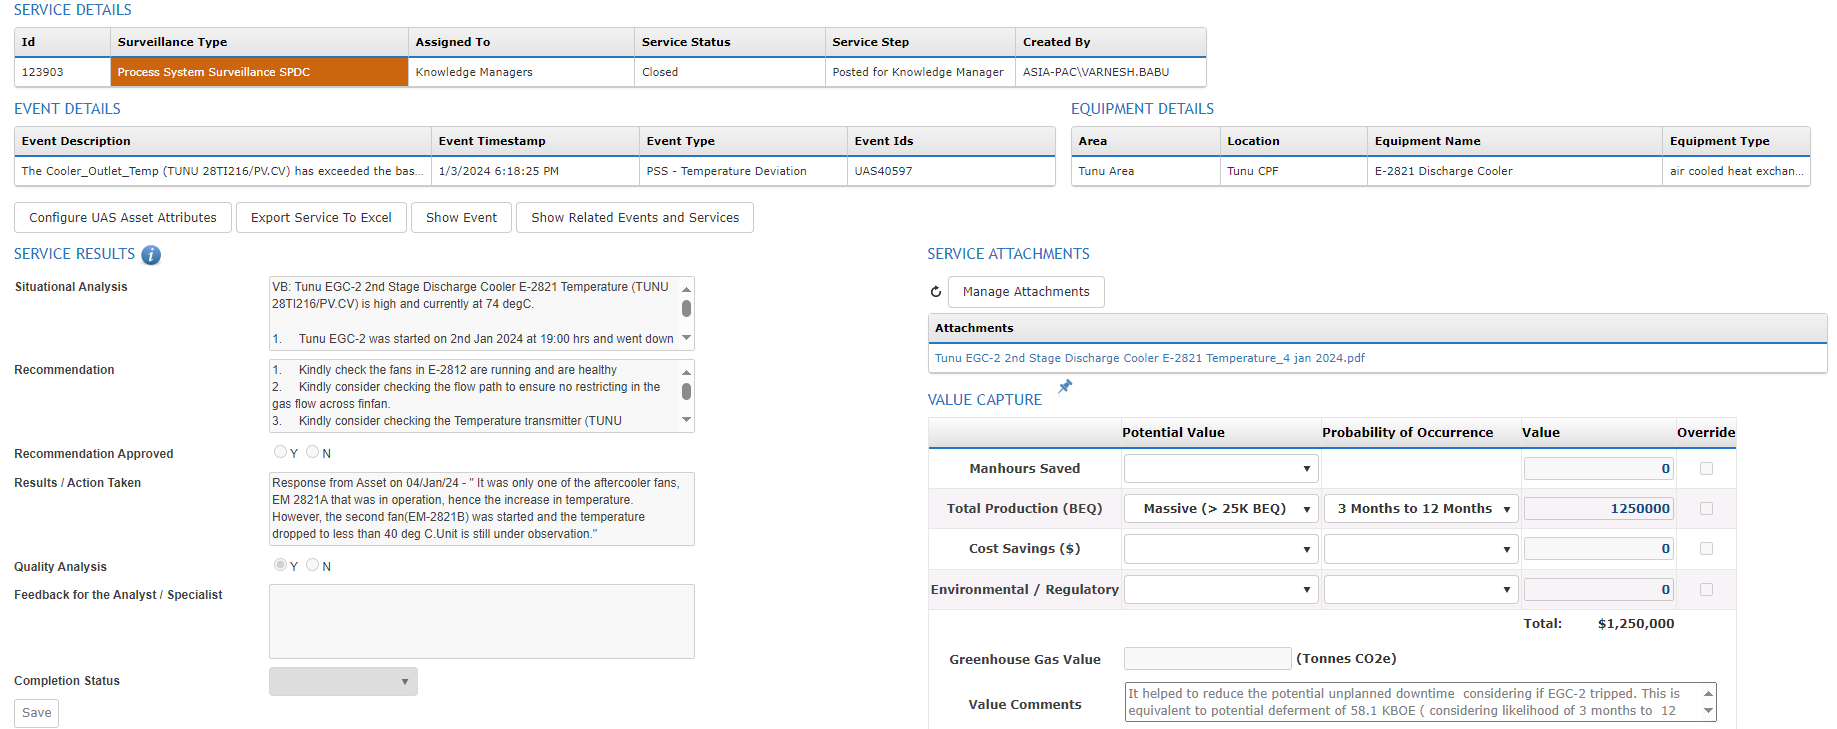 SERVICE DETAILS
Id Surveillance Type Assigned To Service Status Service Step Created By
123903 Process System Surveillance SPDC Knowledge Managers Closed Posted for Knowledge Manager ASIA-PAC\VARNESH.BABU
EVENT DETAILS
Event Description Event Timestamp Event Type Event Ids
The Cooler_Outlet_Temp (TUNU 28TI216/PV.CV) has exceeded the bas... 1/3/2024 6:18:25 PM PSS - Temperature Deviation UAS40597
EQUIPMENT DETAILS
Area Location Equipment Name Equipment Type
Tunu Area Tunu CPF E-2821 Discharge Cooler air cooled heat exchan...
Configure UAS Asset Attributes Export Service To Excel Show Event Show Related Events and Services
SERVICE RESULTS i
Situational Analysis
VB: Tunu EGC-2 2nd Stage Discharge Cooler E-2821 Temperature (TUNU
28TI216/PV.CV) is high and currently at 74 degC.
1. Tunu EGC-2 was started on 2nd Jan 2024 at 19:00 hrs and went down
Recommendation
1. Kindly check the fans in E-2812 are running and are healthy
2. Kindly consider checking the flow path to ensure no restricting in the
gas flow across finfan.
3. Kindly consider checking the Temperature transmitter (TUNU
Recommendation Approved Y N
Results / Action Taken
Response from Asset on 04/Jan/24 - " It was only one of the aftercooler fans,
EM 2821A that was in operation, hence the increase in temperature.
However, the second fan(EM-2821B) was started and the temperature
dropped to less than 40 deg C.Unit is still under observation."
Quality Analysis Y N
Feedback for the Analyst / Specialist
Completion Status
Save
SERVICE ATTACHMENTS
Manage Attachments
Attachments
Tunu EGC-2 2nd Stage Discharge Cooler E-2821 Temperature_4 jan 2024.pdf
VALUE CAPTURE
Potential Value Probability of Occurrence Value Override
Manhours Saved 0
Total Production (BEQ) Massive (> 25K BEQ) 3 Months to 12 Months 1250000
Cost Savings ($) 0
Environmental / Regulatory 0
Total: $1,250,000
Greenhouse Gas Value (Tonnes CO2e)
Value Comments
It helped to reduce the potential unplanned downtime considering if EGC-2 tripped. This is
equivalent to potential deferment of 58.1 KBOE ( considering likelihood of 3 months to 12